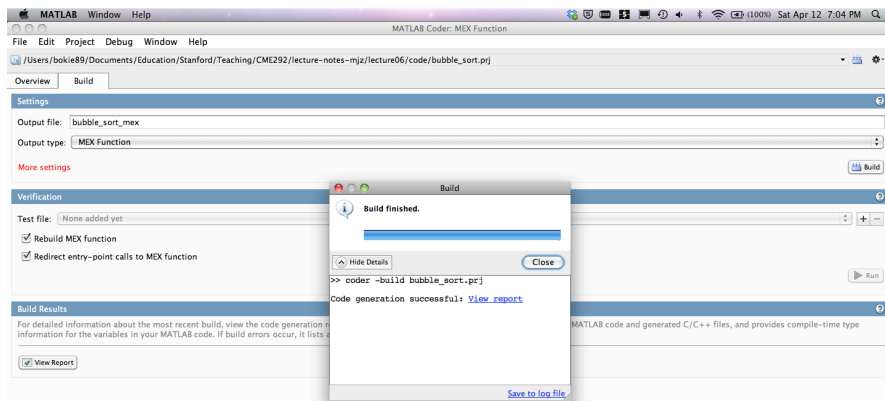 MATLAB Window Help (100%) Sat Apr 12 7:04 PM
MATLAB Coder: MEX Function
File Edit Project Debug Window Help
/Users/bokie89/Documents/Education/Stanford/Teaching/CME292/lecture-notes-mjz/lecture06/code/bubble_sort.prj
Overview Build
Settings
Output file: bubble_sort_mex
Output type: MEX Function
More settings
Build
Verification
Test file: None added yet
Rebuild MEX function
Redirect entry-point calls to MEX function
Run
Build Results
For detailed information about the most recent build, view the code generation
MATLAB code and generated C/C++ files, and provides compile-time type
information for the variables in your MATLAB code. If build errors occur, it lists
View Report
Build
Build finished.
Hide Details
Close
>> coder -build bubble_sort.prj
Code generation successful: View report
Save to log file